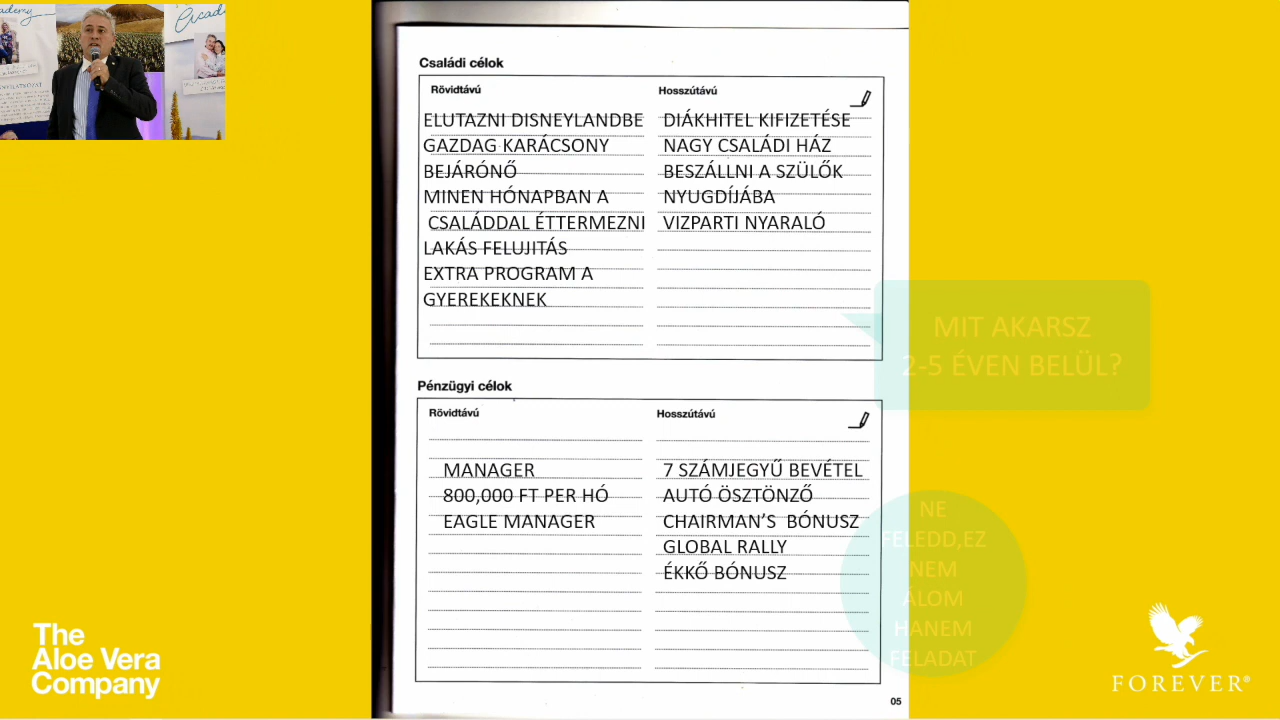 Családi célok
Rövidtávú
ELUTAZNI DISNEYLANDBE
GAZDAG KARÁCSONY
BEJÁRÓNŐ
MINEN HÓNAPBAN A
CSALÁDDAL ÉTTERMEZNI
LAKÁS FELUJITÁS
EXTRA PROGRAM A
GYEREKEKNEK
Hosszútávú
DIÁKHITEL KIFIZETÉSE
NAGY CSALÁDI HÁZ
BESZÁLLNI A SZÜLŐK
NYUGDÍJÁBA
VIZPARTI NYARALÓ
MIT AKARSZ
2-5 ÉVEN BELÜL?
Pénzügyi célok
Rövidtávú
MANAGER
800,000 FT PER HÓ
EAGLE MANAGER
Hosszútávú
7 SZÁMJEGYŰ BEVÉTEL
AUTÓ ÖSZTÖNZŐ
CHAIRMAN’S BÓNUSZ
GLOBAL RALLY
ÉKKŐ BÓNUSZ
NE
FELEDD,EZ
NEM
ÁLOM
HANEM
FELADAT
05
The
Aloe Vera
Company
FOREVER®